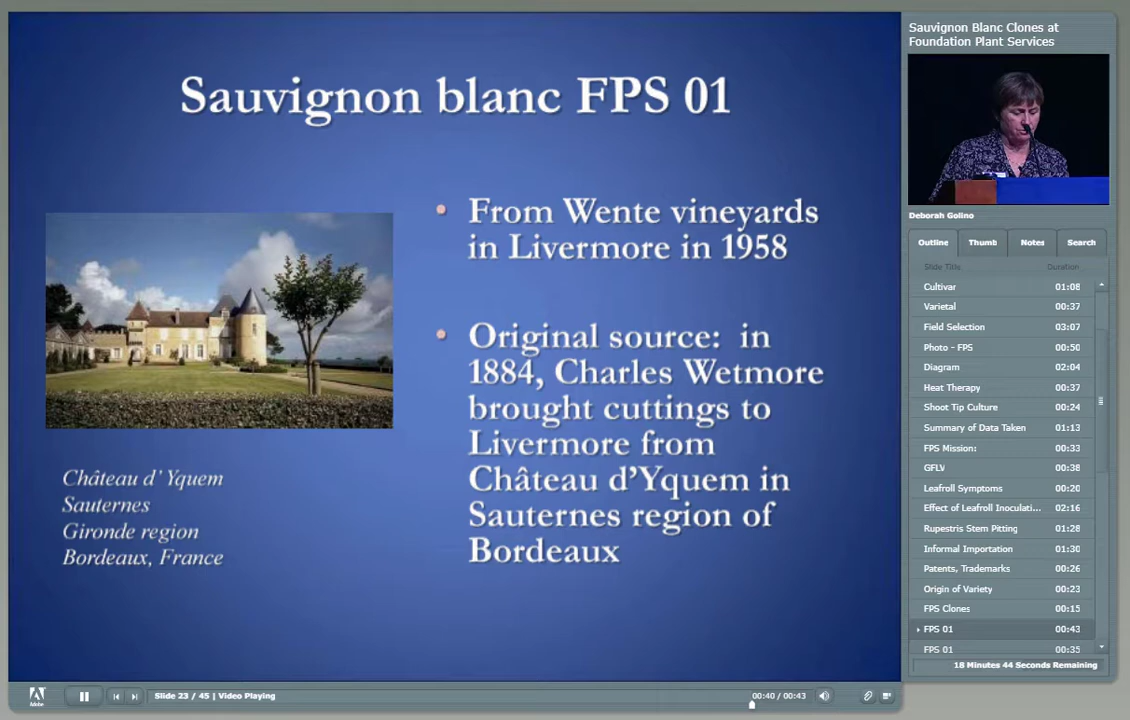 Sauvignon blanc FPS 01
• From Wente vineyards
in Livermore in 1958
• Original source: in
1884, Charles Wetmore
brought cuttings to
Livermore from
Château d’Yquem in
Sauternes region of
Bordeaux
Château d’ Yquem
Sauternes
Gironde region
Bordeaux, France
Sauvignon Blanc Clones at
Foundation Plant Services
Deborah Golino
Outline Thumb Notes Search
Slide Title Duration
Cultivar 01:08
Varietal 00:37
Field Selection 03:07
Photo - FPS 00:50
Diagram 02:04
Heat Therapy 00:37
Shoot Tip Culture 00:24
Summary of Data Taken 01:13
FPS Mission: 00:33
GFLV 00:38
Leafroll Symptoms 00:20
Effect of Leafroll Inoculati... 02:16
Rupestris Stem Pitting 01:28
Informal Importation 01:30
Patents, Trademarks 00:26
Origin of Variety 00:23
FPS Clones 00:15
FPS 01 00:43
FPS 01 00:35
18 Minutes 44 Seconds Remaining
Adobe
Slide 23 / 45 | Video Playing
00:40 / 00:43